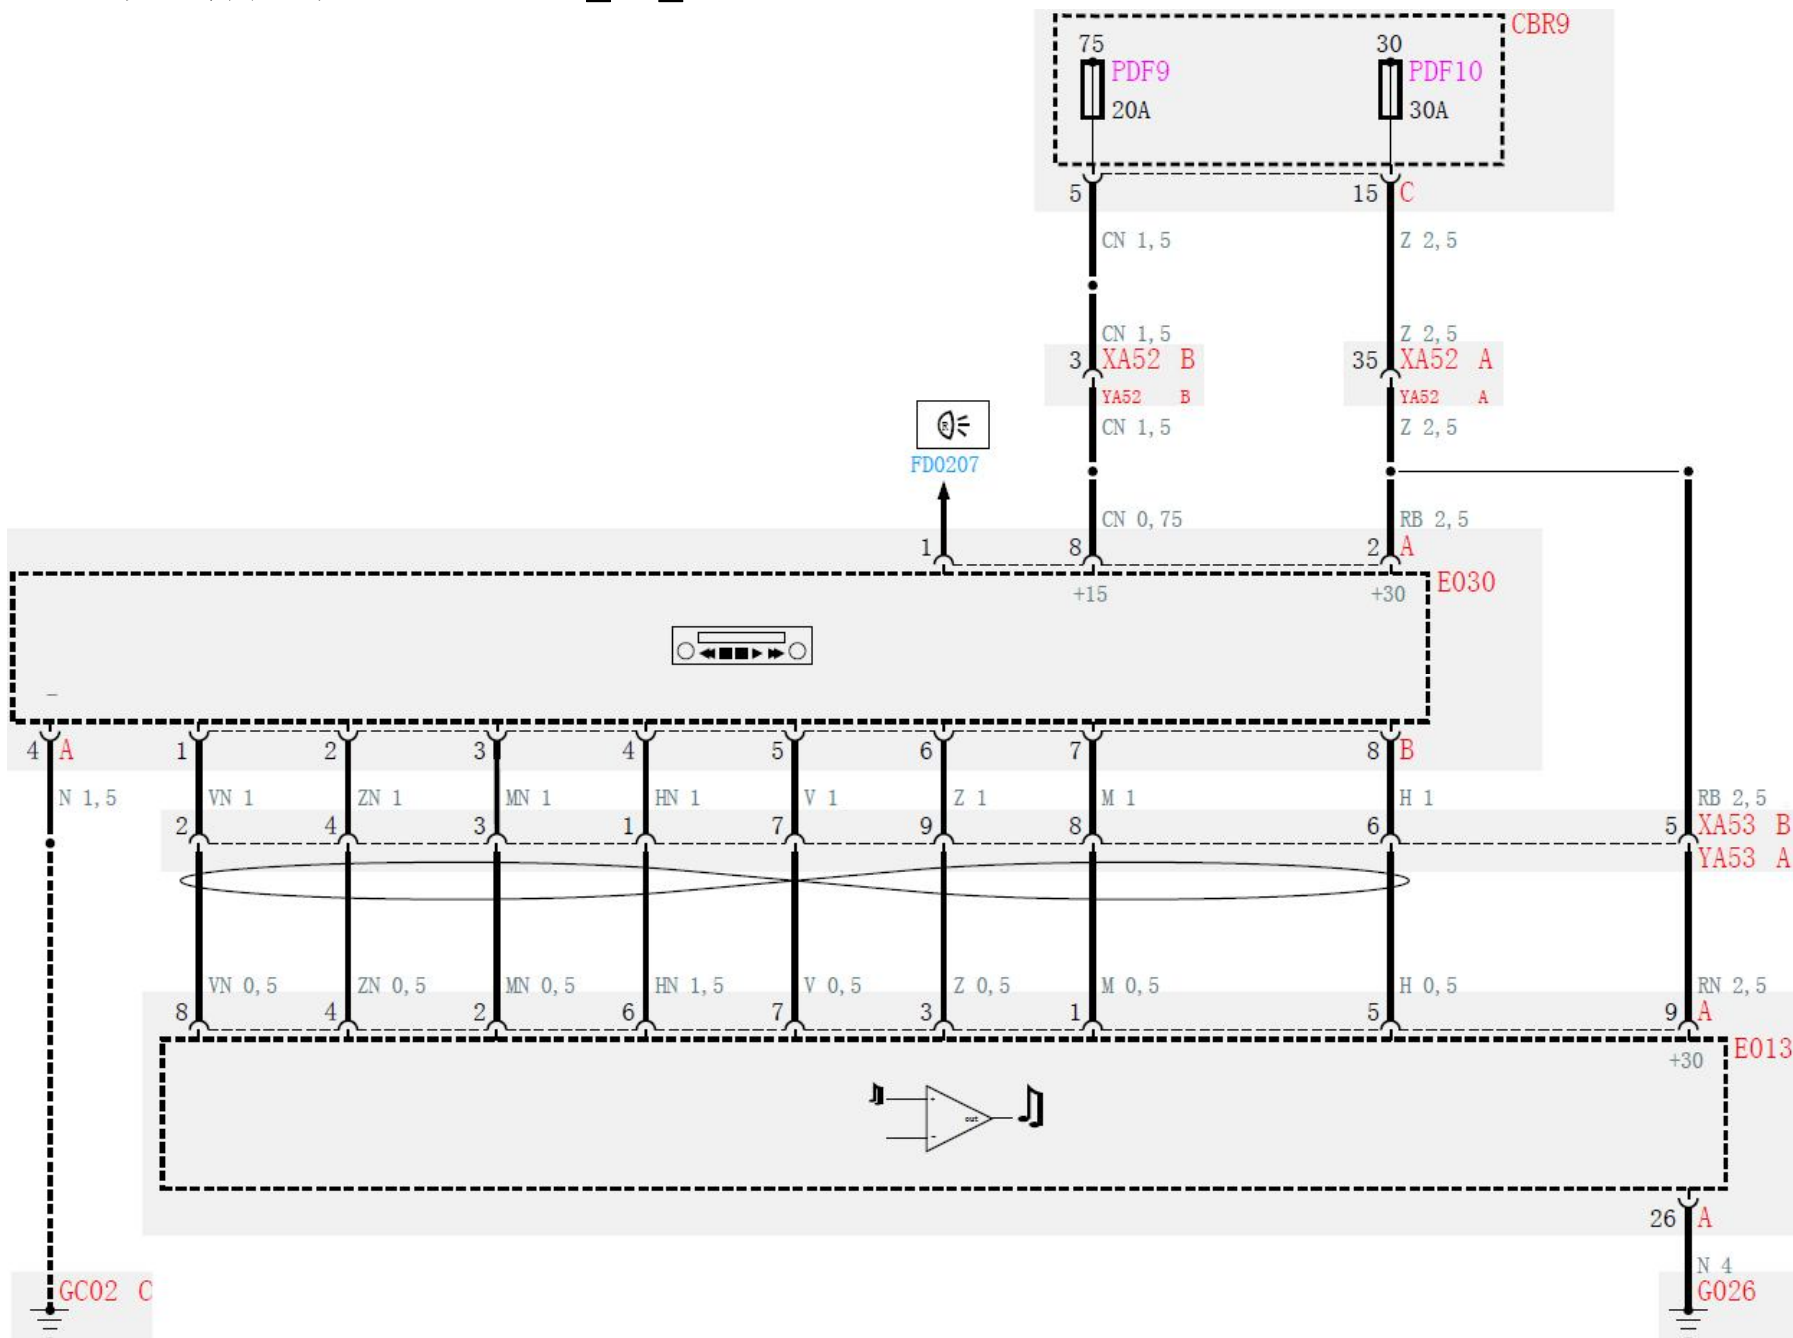 CBR9
75 30
PDF9 PDF10
20A 30A
5 15 C
CN 1,5 Z 2,5
CN 1,5 Z 2,5
3 XA52 B 35 XA52 A
YA52 B YA52 A
CN 1,5 Z 2,5
R
FD0207
CN 0,75 RB 2,5
1 8 2 A
E030
+15 +30
-
4 A 1 2 3 4 5 6 7 8 B
N 1,5 VN 1 ZN 1 MN 1 HN 1 V 1 Z 1 M 1 H 1 RB 2,5
2 4 3 1 7 9 8 6 5 XA53 B
YA53 A
VN 0,5 ZN 0,5 MN 0,5 HN 1,5 V 0,5 Z 0,5 M 0,5 H 0,5 RN 2,5
8 4 2 6 7 3 1 5 9 A
E013
+30
+
out
-
26 A
N 4
GC02 C G026